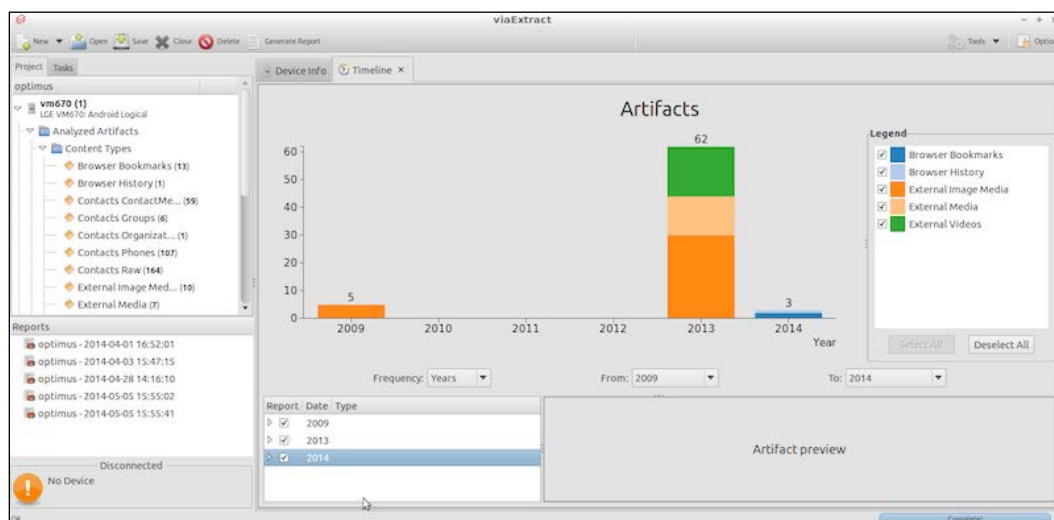 viaExtract
New Open Save Close Delete Generate Report Tools Optio
Project Tasks
optimus
vm670 (1)
LGE VM670: Android Logical
Analyzed Artifacts
Content Types
Browser Bookmarks (13)
Browser History (1)
Contacts ContactMe... (59)
Contacts Groups (6)
Contacts Organizat... (1)
Contacts Phones (107)
Contacts Raw (164)
External Image Med... (10)
External Media (7)
Reports
optimus - 2014-04-01 16:52:01
optimus - 2014-04-03 15:47:15
optimus - 2014-04-28 14:16:10
optimus - 2014-05-05 15:55:02
optimus - 2014-05-05 15:55:41
Disconnected
No Device
Device Info Timeline
Artifacts
62
60
50
40
30
20
10
0
5
3
2009 2010 2011 2012 2013 2014
Year
Legend
Browser Bookmarks
Browser History
External Image Media
External Media
External Videos
Select All Deselect All
Frequency: Years From: 2009 To: 2014
Report Date Type
2009
2013
2014
Artifact preview